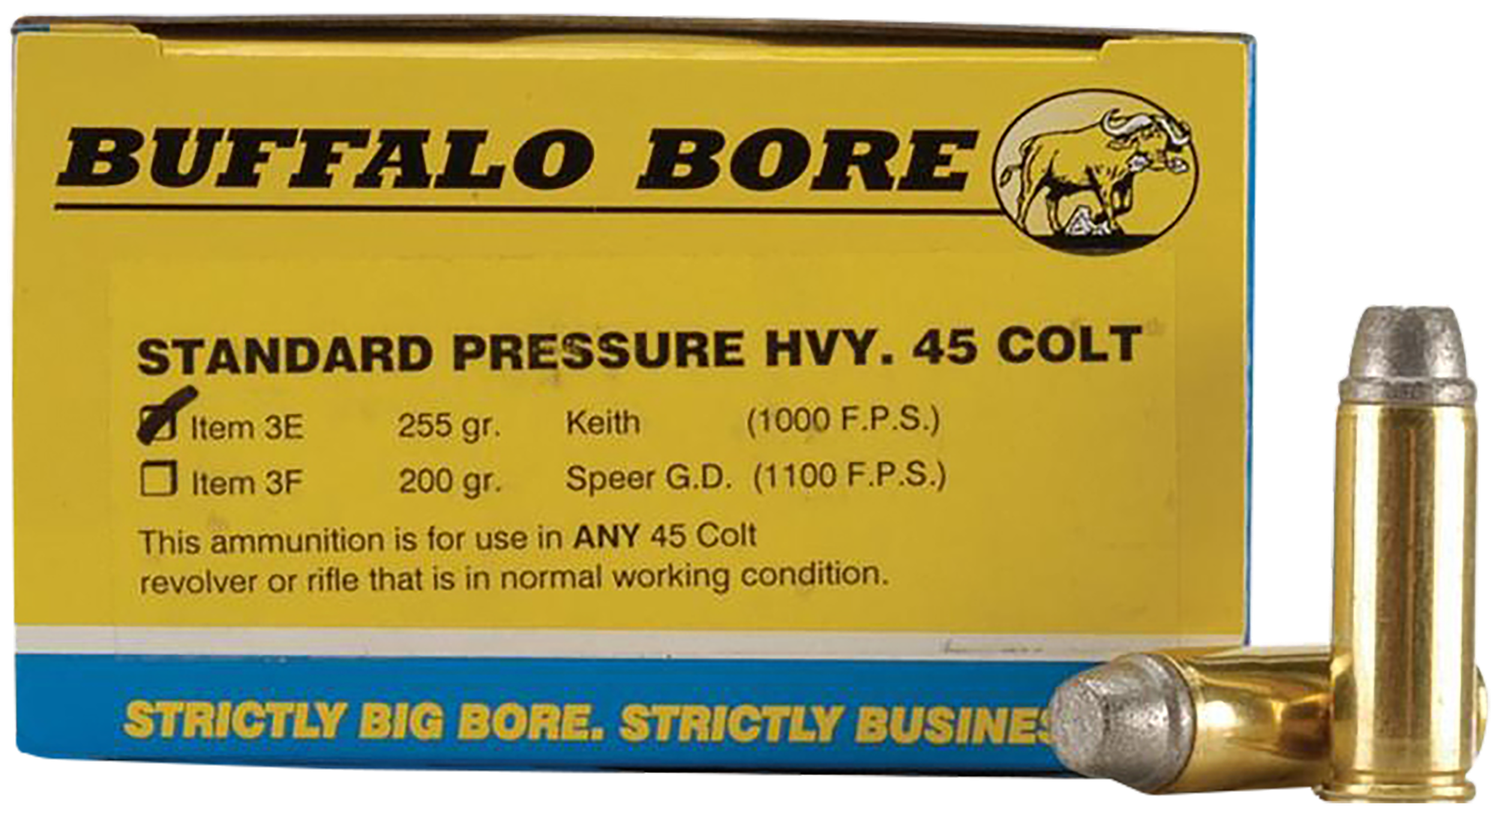 BUFFALO BORE
STANDARD PRESSURE HVY. 45 COLT
Item 3E 255 gr. Keith (1000 F.P.S.)
Item 3F 200 gr. Speer G.D. (1100 F.P.S.)
This ammunition is for use in ANY 45 Colt
revolver or rifle that is in normal working condition.
STRICTLY BIG BORE. STRICTLY BUSINES